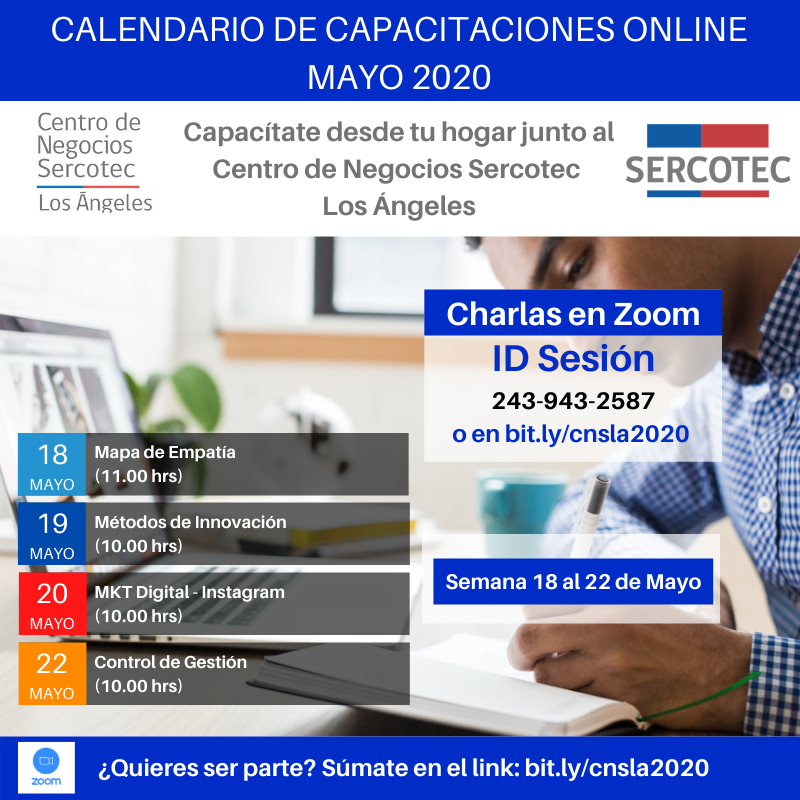 CALENDARIO DE CAPACITACIONES ONLINE
MAYO 2020
Centro de
Negocios
Sercotec
Los Ángeles
Capacítate desde tu hogar junto al
Centro de Negocios Sercotec
Los Ángeles
SERCOTEC
Charlas en Zoom
ID Sesión
243-943-2587
o en bit.ly/cnsla2020
18
MAYO
Mapa de Empatía
(11.00 hrs)
19
MAYO
Métodos de Innovación
(10.00 hrs)
20
MAYO
MKT Digital - Instagram
(10.00 hrs)
22
MAYO
Control de Gestión
(10.00 hrs)
Semana 18 al 22 de Mayo
zoom
¿Quieres ser parte? Súmate en el link: bit.ly/cnsla2020